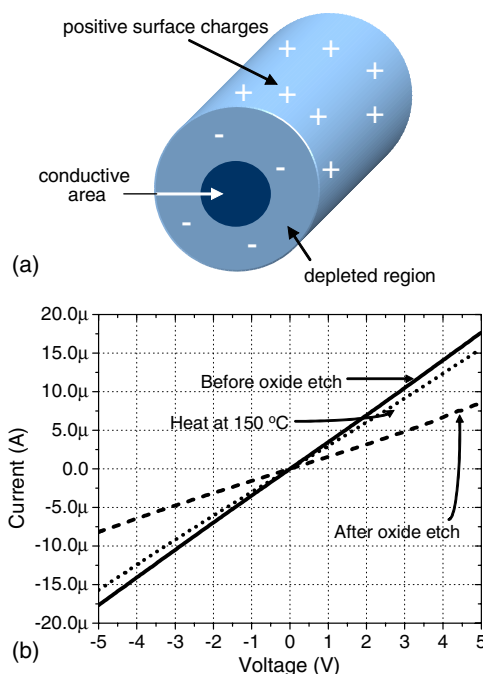 positive surface charges
+ + +
+ + + +
+ +
+
-
-
- -
conductive
area
depleted region
(a)
20.0μ
15.0μ
10.0μ
5.0μ
0.0
-5.0μ
-10.0μ
-15.0μ
-20.0μ
Current (A)
Before oxide etch
Heat at 150 ºC
After oxide etch
-5 -4 -3 -2 -1 0 1 2 3 4 5
Voltage (V)
(b)